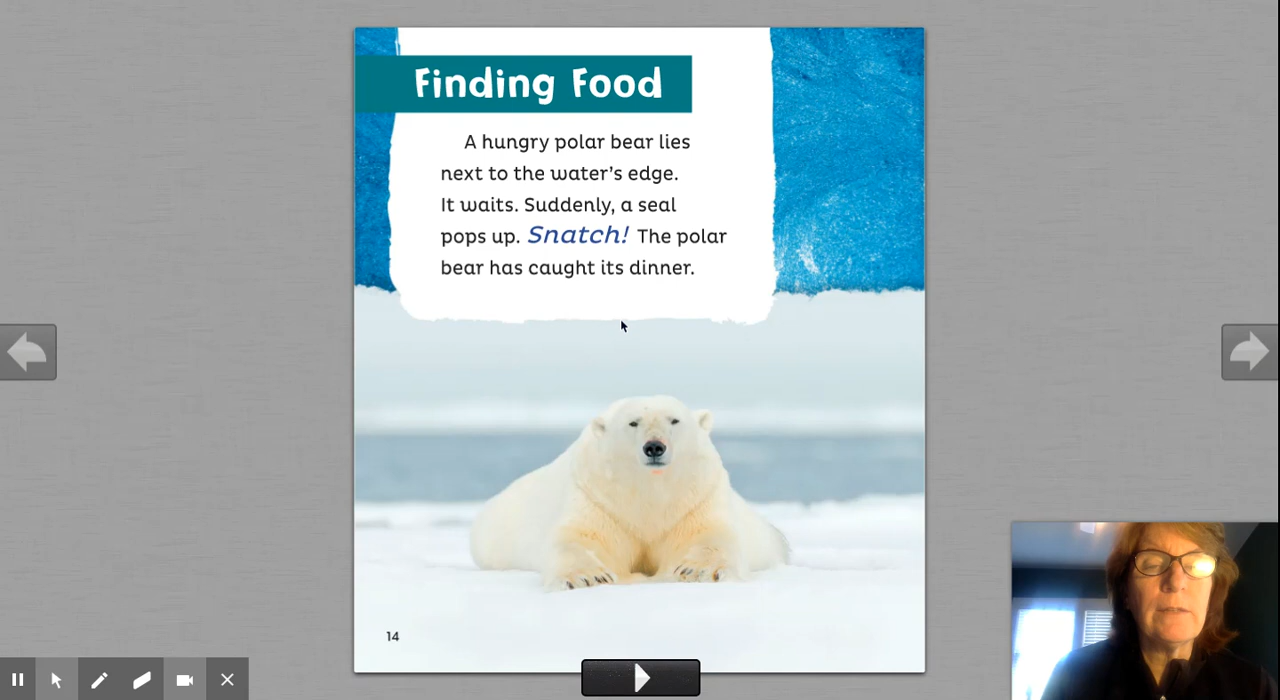 Finding Food
A hungry polar bear lies
next to the water's edge.
It waits. Suddenly, a seal
pops up. Snatch! The polar
bear has caught its dinner.
14